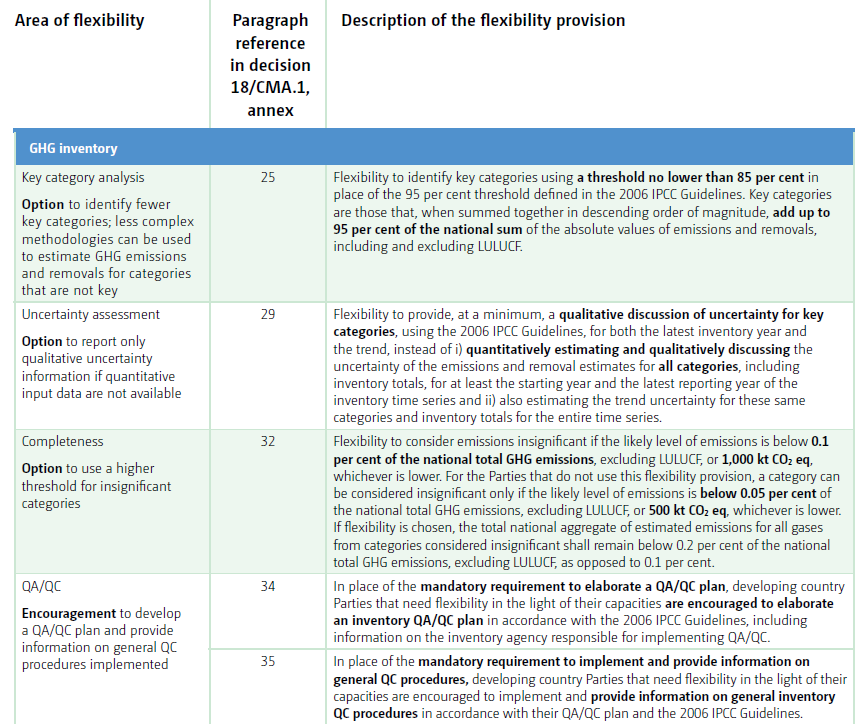 Area of flexibility
Paragraph
reference
in decision
18/CMA.1,
annex
Description of the flexibility provision
GHG inventory
Key category analysis
Option to identify fewer
key categories; less complex
methodologies can be used
to estimate GHG emissions
and removals for categories
that are not key
25
Flexibility to identify key categories using a threshold no lower than 85 per cent in
place of the 95 per cent threshold defined in the 2006 IPCC Guidelines. Key categories
are those that, when summed together in descending order of magnitude, add up to
95 per cent of the national sum of the absolute values of emissions and removals,
including and excluding LULUCF.
Uncertainty assessment
Option to report only
qualitative uncertainty
information if quantitative
input data are not available
29
Flexibility to provide, at a minimum, a qualitative discussion of uncertainty for key
categories, using the 2006 IPCC Guidelines, for both the latest inventory year and
the trend, instead of i) quantitatively estimating and qualitatively discussing the
uncertainty of the emissions and removal estimates for all categories, including
inventory totals, for at least the starting year and the latest reporting year of the
inventory time series and ii) also estimating the trend uncertainty for these same
categories and inventory totals for the entire time series.
Completeness
Option to use a higher
threshold for insignificant
categories
32
Flexibility to consider emissions insignificant if the likely level of emissions is below 0.1
per cent of the national total GHG emissions, excluding LULUCF, or 1,000 kt CO₂ eq,
whichever is lower. For the Parties that do not use this flexibility provision, a category can
be considered insignificant only if the likely level of emissions is below 0.05 per cent of
the national total GHG emissions, excluding LULUCF, or 500 kt CO₂ eq, whichever is lower.
If flexibility is chosen, the total national aggregate of estimated emissions for all gases
from categories considered insignificant shall remain below 0.2 per cent of the national
total GHG emissions, excluding LULUCF, as opposed to 0.1 per cent.
QA/QC
Encouragement to develop
a QA/QC plan and provide
information on general QC
procedures implemented
34
In place of the mandatory requirement to elaborate a QA/QC plan, developing country
Parties that need flexibility in the light of their capacities are encouraged to elaborate
an inventory QA/QC plan in accordance with the 2006 IPCC Guidelines, including
information on the inventory agency responsible for implementing QA/QC.
35
In place of the mandatory requirement to implement and provide information on
general QC procedures, developing country Parties that need flexibility in the light of their
capacities are encouraged to implement and provide information on general inventory
QC procedures in accordance with their QA/QC plan and the 2006 IPCC Guidelines.